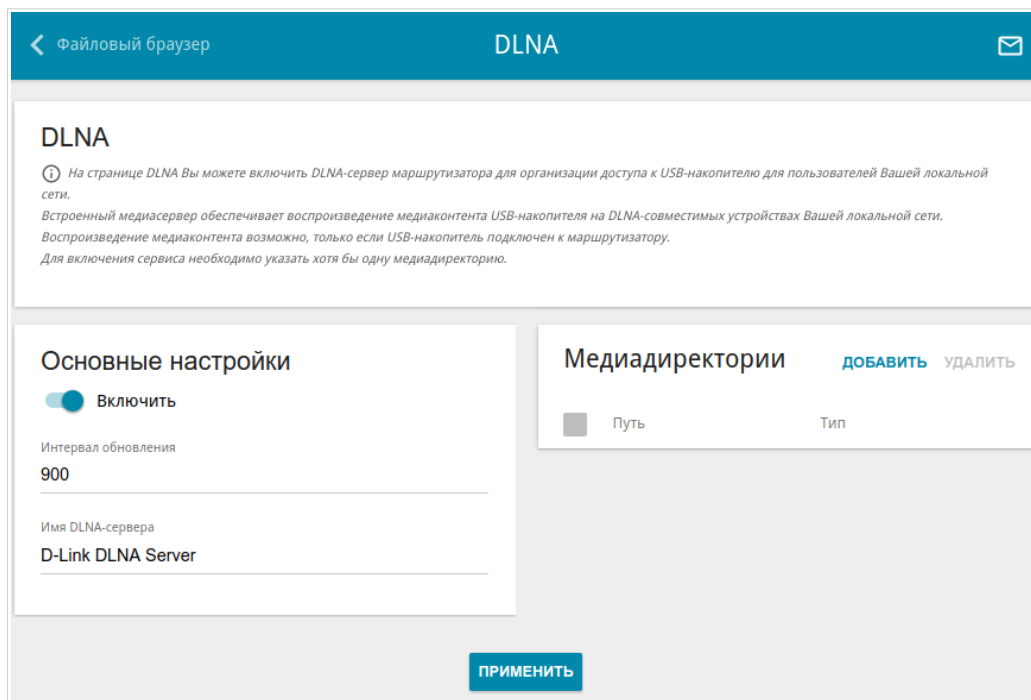 Файловый браузер
DLNA
DLNA
На странице DLNA Вы можете включить DLNA-сервер маршрутизатора для организации доступа к USB-накопителю для пользователей Вашей локальной
сети.
Встроенный медиасервер обеспечивает воспроизведение медиаконтента USB-накопителя на DLNA-совместимых устройствах Вашей локальной сети.
Воспроизведение медиаконтента возможно, только если USB-накопитель подключен к маршрутизатору.
Для включения сервиса необходимо указать хотя бы одну медиадиректорию.
Основные настройки
Включить
Интервал обновления
900
Имя DLNA-сервера
D-Link DLNA Server
Медиадиректории
ДОБАВИТЬ УДАЛИТЬ
Путь Тип
ПРИМЕНИТЬ